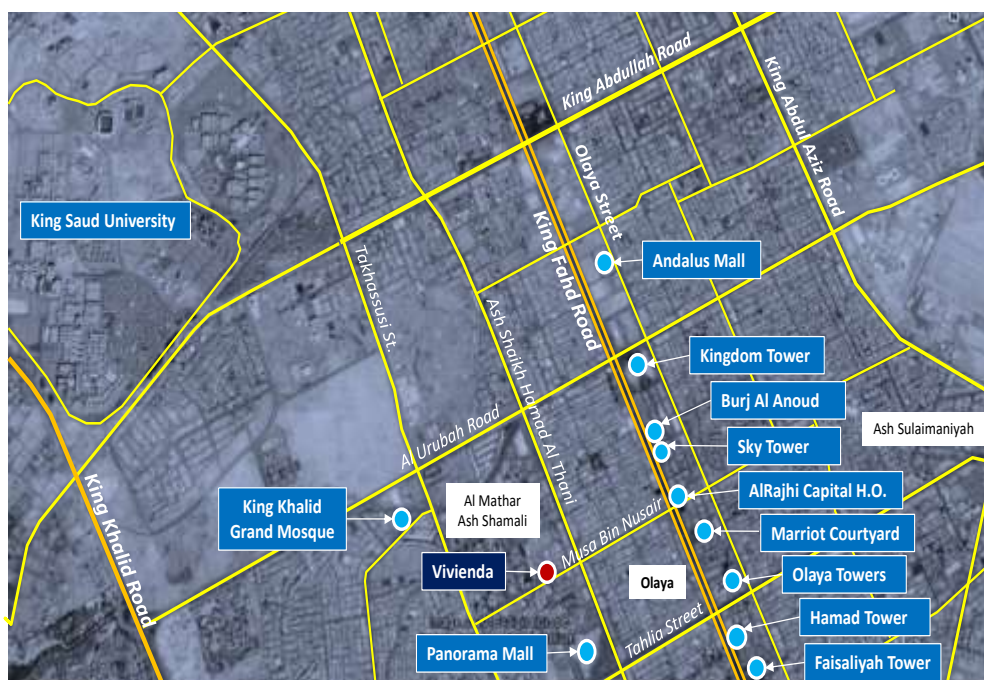 King Abdullah Road
King Abdul Aziz Road
Olaya Street
King Saud University
King Fahd Road
Takhassusi St.
Andalus Mall
Ash Shaikh Hamad Al Thani
Kingdom Tower
Burj Al Anoud
Ash Sulaimaniyah
Sky Tower
Al Urubah Road
AlRajhi Capital H.O.
King Khalid
Grand Mosque
Al Mathar
Ash Shamali
Musa Bin Nusair
Marriot Courtyard
King Khalid Road
Vivienda
Olaya
Olaya Towers
Hamad Tower
Tahlia Street
Panorama Mall
Faisaliyah Tower